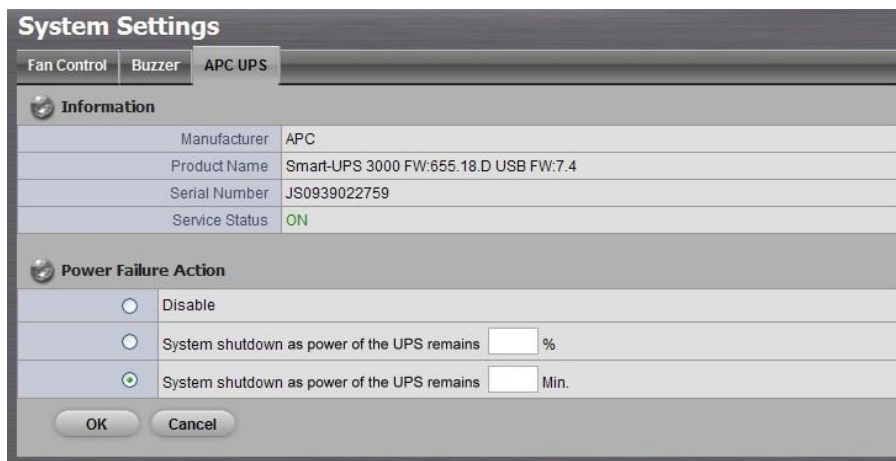 System Settings
Fan Control Buzzer APC UPS
Information
Manufacturer APC
Product Name Smart-UPS 3000 FW:655.18.D USB FW:7.4
Serial Number JS0939022759
Service Status ON
Power Failure Action
Disable
System shutdown as power of the UPS remains %
System shutdown as power of the UPS remains Min.
OK Cancel